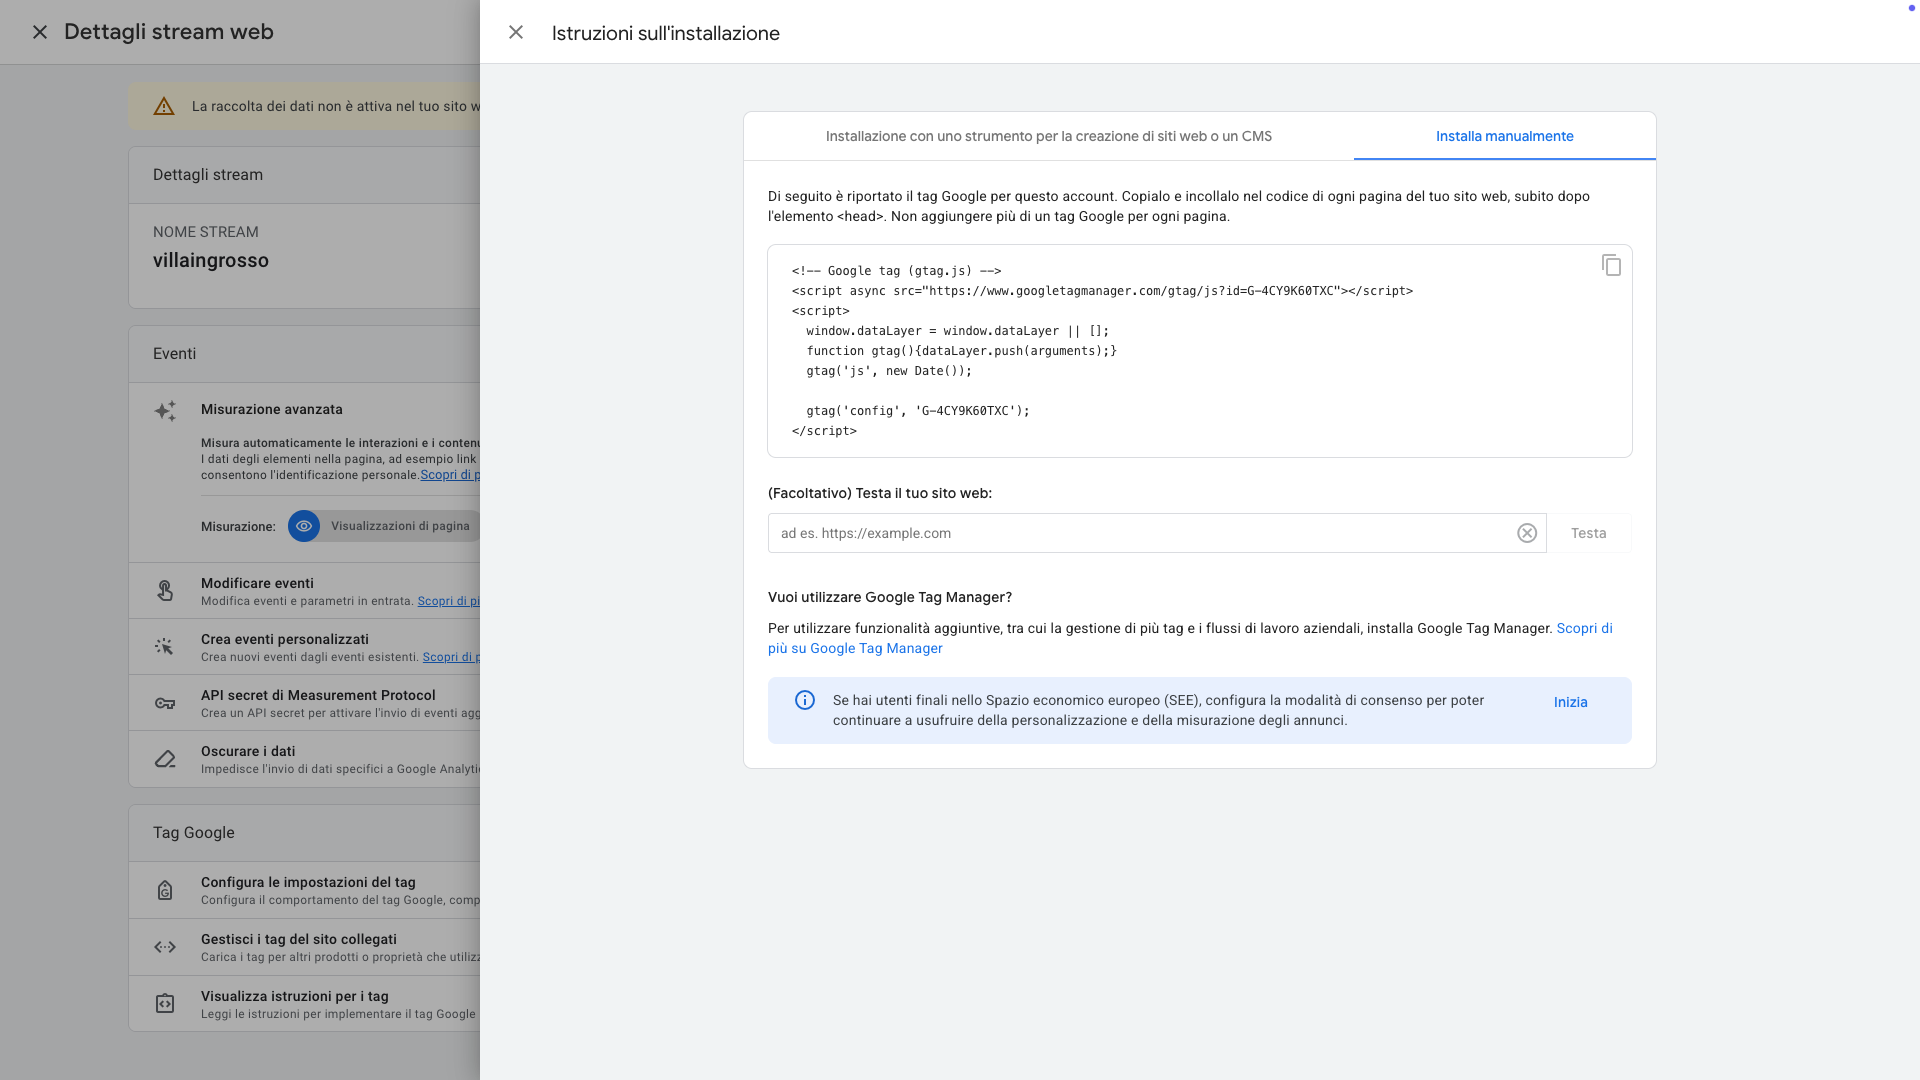 Dettagli stream web
La raccolta dei dati non è attiva nel tuo sito w
Dettagli stream
NOME STREAM
villaingrosso
Eventi
Misurazione avanzata
Misura automaticamente le interazioni e i contenu
I dati degli elementi nella pagina, ad esempio link
consentono l'identificazione personale.Scopri di p
Misurazione: Visualizzazioni di pagina
Modificare eventi
Modifica eventi e parametri in entrata. Scopri di pi
Crea eventi personalizzati
Crea nuovi eventi dagli eventi esistenti. Scopri di p
API secret di Measurement Protocol
Crea un API secret per attivare l'invio di eventi agg
Oscurare i dati
Impedisce l'invio di dati specifici a Google Analytic
Tag Google
Configura le impostazioni del tag
Configura il comportamento del tag Google, comp
Gestisci i tag del sito collegati
Carica i tag per altri prodotti o proprietà che utilizz
Visualizza istruzioni per i tag
Leggi le istruzioni per implementare il tag Google
Istruzioni sull'installazione
Installazione con uno strumento per la creazione di siti web o un CMS
Installa manualmente
Di seguito è riportato il tag Google per questo account. Copialo e incollalo nel codice di ogni pagina del tuo sito web, subito dopo
l'elemento <head>. Non aggiungere più di un tag Google per ogni pagina.
<!-- Google tag (gtag.js) -->
<script async src="https://www.googletagmanager.com/gtag/js?id=G-4CY9K60TXC"></script>
<script>
window.dataLayer = window.dataLayer || [];
function gtag(){dataLayer.push(arguments);}
gtag('js', new Date());
gtag('config', 'G-4CY9K60TXC');
</script>
(Facoltativo) Testa il tuo sito web:
ad es. https://example.com
Testa
Vuoi utilizzare Google Tag Manager?
Per utilizzare funzionalità aggiuntive, tra cui la gestione di più tag e i flussi di lavoro aziendali, installa Google Tag Manager. Scopri di
più su Google Tag Manager
Se hai utenti finali nello Spazio economico europeo (SEE), configura la modalità di consenso per poter
continuare a usufruire della personalizzazione e della misurazione degli annunci.
Inizia